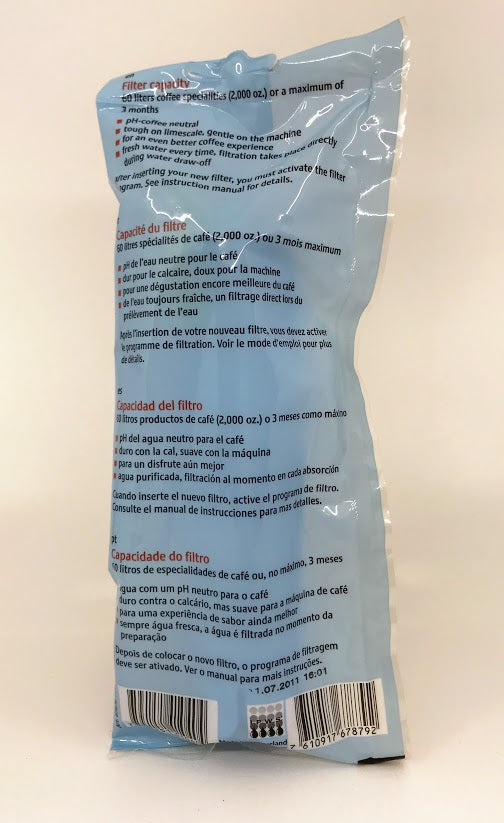 en
Filter capacity
60 liters coffee specialities (2,000 oz.) or a maximum of
3 months
pH-coffee neutral
tough on limescale, gentle on the machine
for an even better coffee experience
fresh water every time, filtration takes place directly
during water draw-off
After inserting your new filter, you must activate the filter
gram. See instruction manual for details.
Capacité du filtre
60 litres spécialités de café (2,000 oz.) ou 3 mois maximum
pH de l'eau neutre pour le café
dur pour le calcaire, doux pour la machine
pour une dégustation encore meilleure du café
de l'eau toujours fraîche, un filtrage direct lors du
prélèvement de l'eau
Après l'insertion de votre nouveau filtre, vous devez activer
le programme de filtration. Voir le mode d'emploi pour plus
de détails.
es
Capacidad del filtro
60 litros productos de café (2,000 oz.) o 3 meses como máximo
pH del agua neutro para el café
duro con la cal, suave con la máquina
para un disfrute aún mejor
agua purificada, filtración al momento en cada absorción
Cuando inserte el nuevo filtro, active el programa de filtro.
Consulte el manual de instrucciones para mas detalles.
pt
Capacidade do filtro
60 litros de especialidades de café ou, no máximo, 3 meses
água com um pH neutro para o café
duro contra o calcário, mas suave para a máquina de café
para uma experiência de sabor ainda melhor
sempre água fresca, a água é filtrada no momento da
preparação
Depois de colocar o novo filtro, o programa de filtragem
deve ser ativado. Ver o manual para mais instruções.
1.07.2011 16:01
7 610917 678792